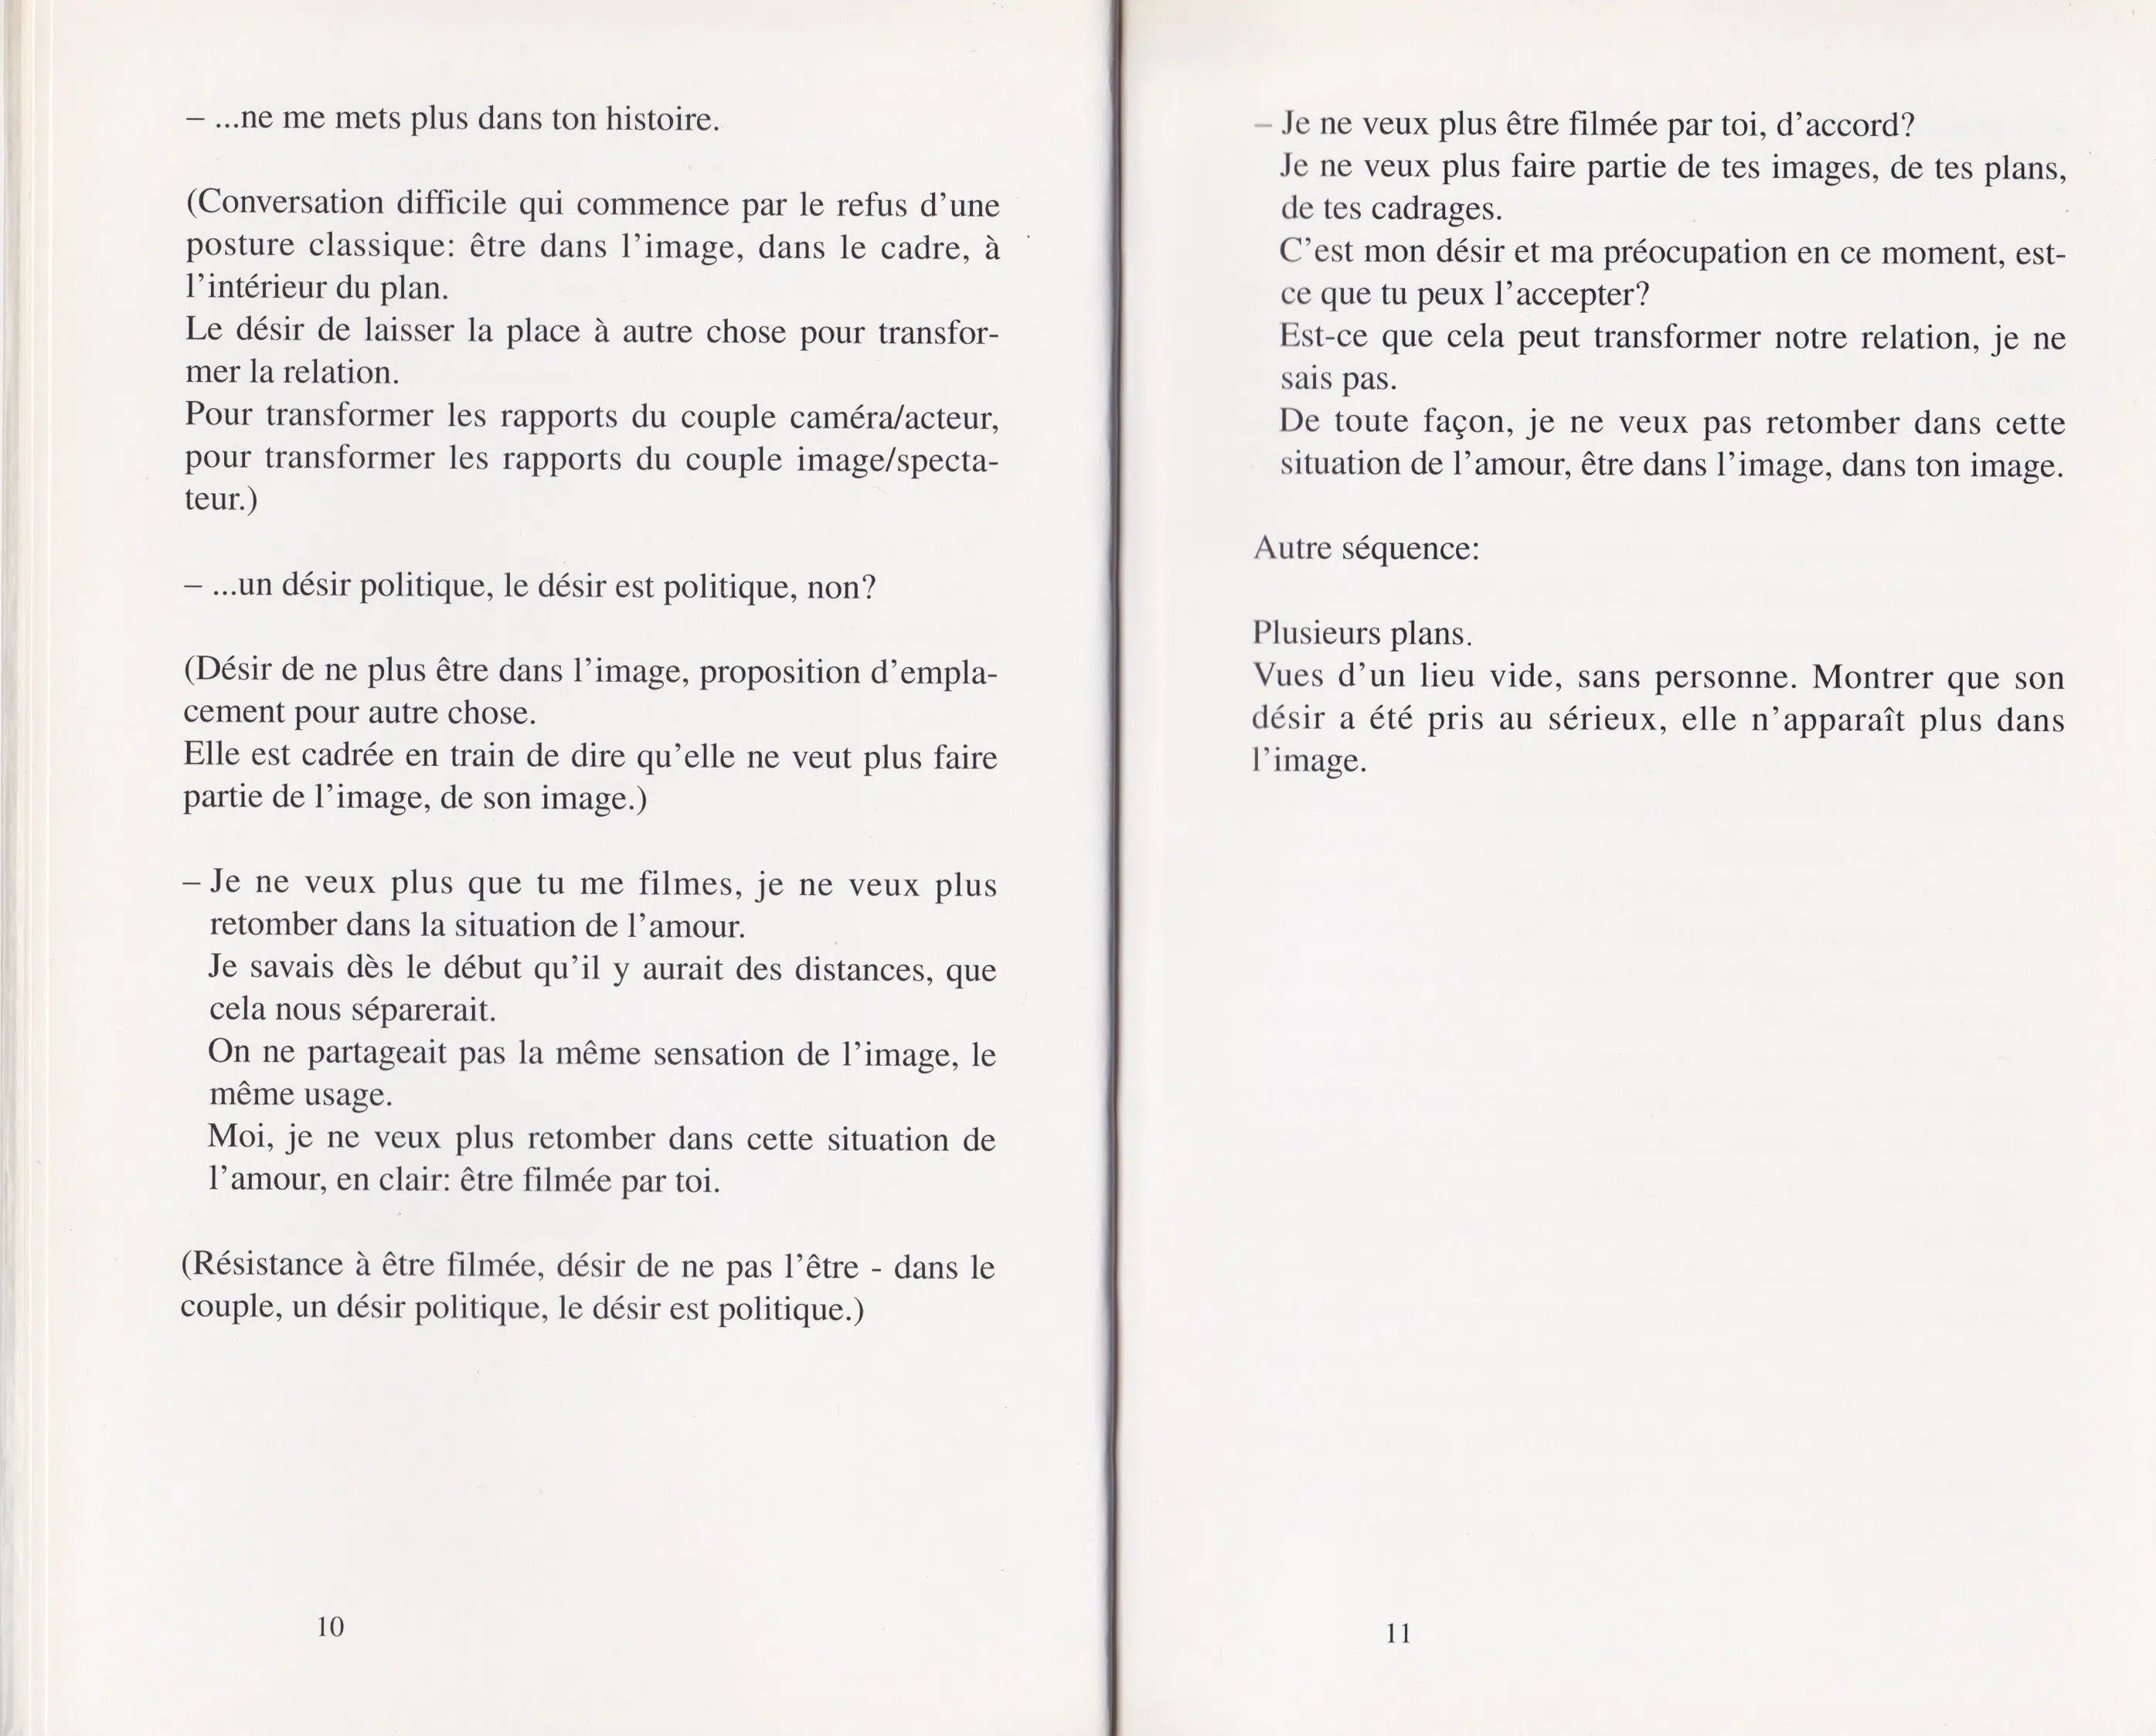 – ...ne me mets plus dans ton histoire.
(Conversation difficile qui commence par le refus d’une
posture classique: être dans l’image, dans le cadre, à
l’intérieur du plan.
Le désir de laisser la place à autre chose pour transfor-
mer la relation.
Pour transformer les rapports du couple caméra/acteur,
pour transformer les rapports du couple image/specta-
teur.)
– ...un désir politique, le désir est politique, non?
(Désir de ne plus être dans l’image, proposition d’empla-
cement pour autre chose.
Elle est cadrée en train de dire qu’elle ne veut plus faire
partie de l’image, de son image.)
– Je ne veux plus que tu me filmes, je ne veux plus
retomber dans la situation de l’amour.
Je savais dès le début qu’il y aurait des distances, que
cela nous séparerait.
On ne partageait pas la même sensation de l’image, le
même usage.
Moi, je ne veux plus retomber dans cette situation de
l’amour, en clair: être filmée par toi.
(Résistance à être filmée, désir de ne pas l’être - dans le
couple, un désir politique, le désir est politique.)
10
– Je ne veux plus être filmée par toi, d’accord?
Je ne veux plus faire partie de tes images, de tes plans,
de tes cadrages.
C’est mon désir et ma préocupation en ce moment, est-
ce que tu peux l’accepter?
Est-ce que cela peut transformer notre relation, je ne
sais pas.
De toute façon, je ne veux pas retomber dans cette
situation de l’amour, être dans l’image, dans ton image.
Autre séquence:
Plusieurs plans.
Vues d’un lieu vide, sans personne. Montrer que son
désir a été pris au sérieux, elle n’apparaît plus dans
l’image.
11